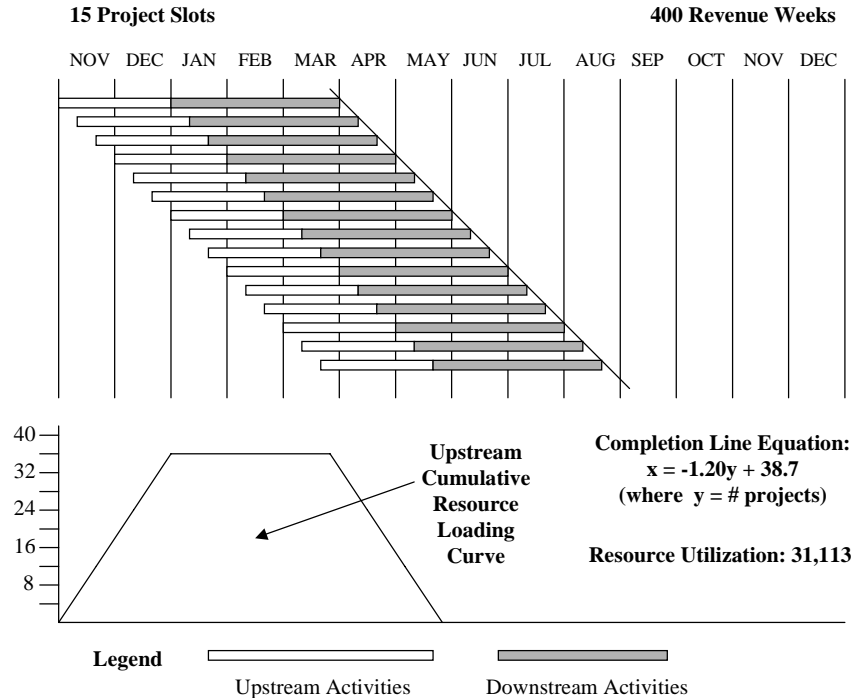 15 Project Slots
400 Revenue Weeks
NOV DEC JAN FEB MAR APR MAY JUN JUL AUG SEP OCT NOV DEC
40
32
24
16
8
Upstream
Cumulative
Resource
Loading
Curve
Completion Line Equation:
x = -1.20y + 38.7
(where y = # projects)
Resource Utilization: 31,113
Legend
Upstream Activities
Downstream Activities